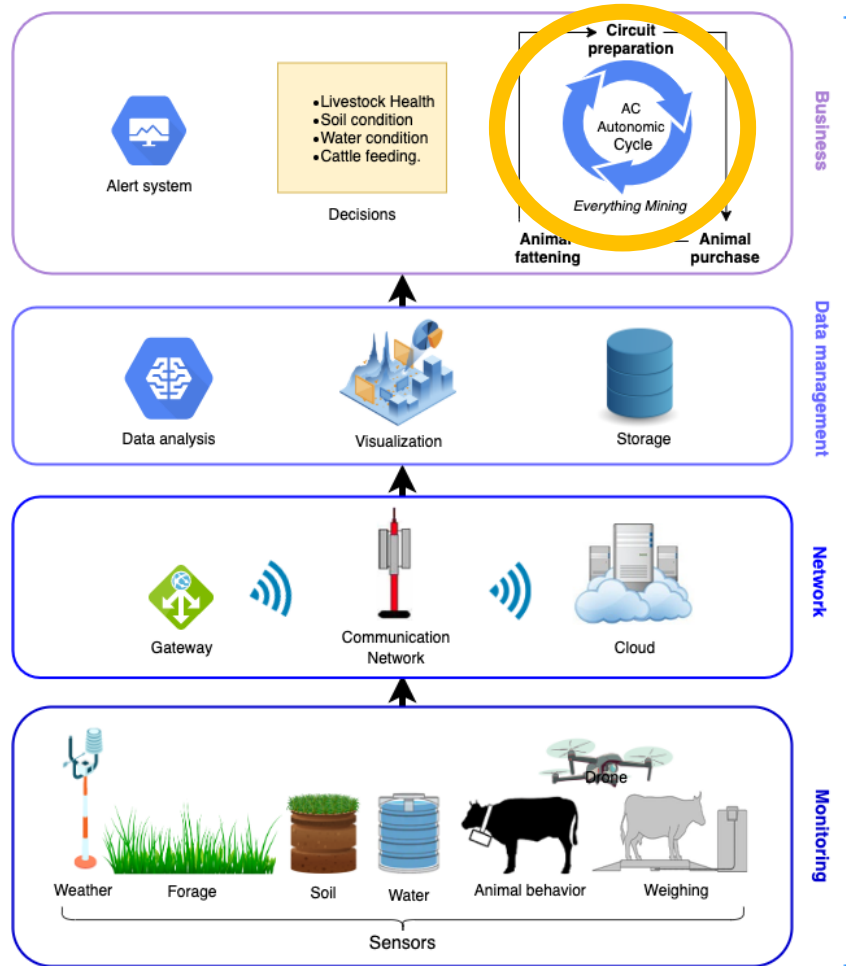 Circuit
preparation
AC
Autonomic
Cycle
Everything Mining
Animal
fattening
Animal
purchase
•Livestock Health
•Soil condition
•Water condition
•Cattle feeding.
Alert system
Decisions
Business
Data analysis
Visualization
Storage
Data management
Gateway
Communication
Network
Cloud
Network
Drone
Weather
Forage
Soil
Water
Animal behavior
Weighing
Sensors
Monitoring